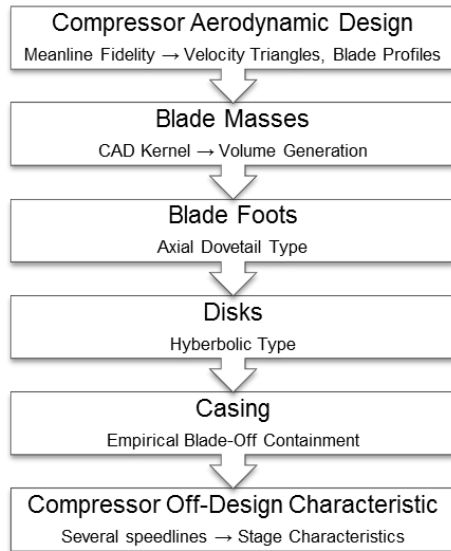 Compressor Aerodynamic Design
Meanline Fidelity → Velocity Triangles, Blade Profiles
Blade Masses
CAD Kernel → Volume Generation
Blade Foots
Axial Dovetail Type
Disks
Hyberbolic Type
Casing
Empirical Blade-Off Containment
Compressor Off-Design Characteristic
Several speedlines → Stage Characteristics